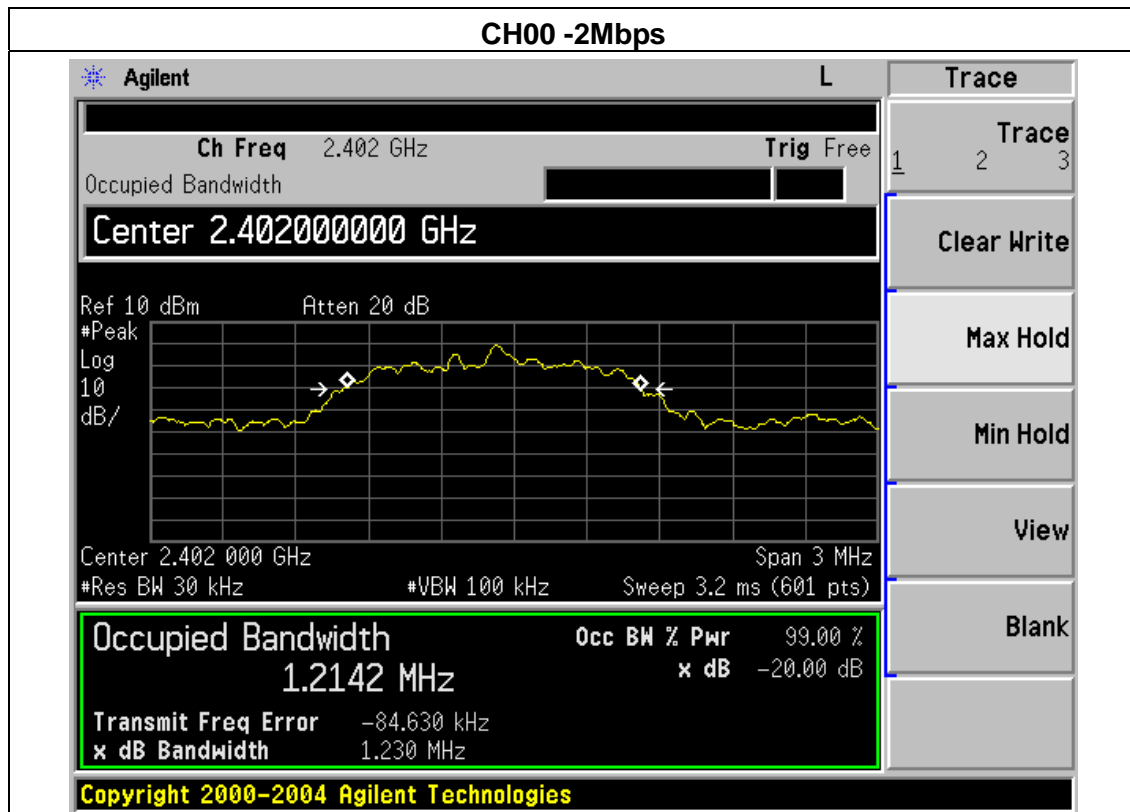 CH00 -2Mbps
Agilent L Trace
Ch Freq 2.402 GHz Trig Free
Occupied Bandwidth
Center 2.402000000 GHz
Ref 10 dBm Atten 20 dB
#Peak
Log
10
dB/
Center 2.402 000 GHz Span 3 MHz
#Res BW 30 kHz #VBW 100 kHz Sweep 3.2 ms (601 pts)
Occupied Bandwidth
1.2142 MHz
Occ BW % Pwr 99.00 %
x dB -20.00 dB
Transmit Freq Error -84.630 kHz
x dB Bandwidth 1.230 MHz
Copyright 2000-2004 Agilent Technologies
Trace
1 2 3
Clear Write
Max Hold
Min Hold
View
Blank